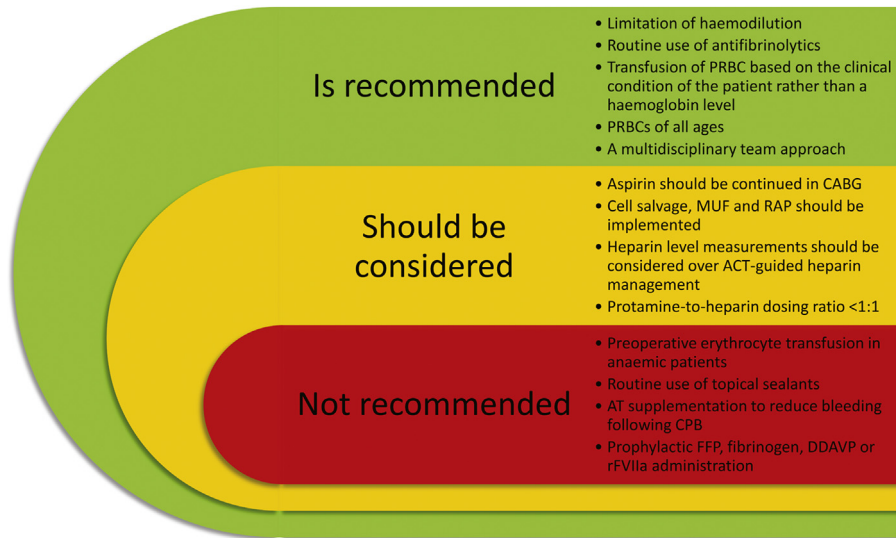 Is recommended
• Limitation of haemodilution
• Routine use of antifibrinolytics
• Transfusion of PRBC based on the clinical
condition of the patient rather than a
haemoglobin level
• PRBCs of all ages
• A multidisciplinary team approach
Should be
considered
• Aspirin should be continued in CABG
• Cell salvage, MUF and RAP should be
implemented
• Heparin level measurements should be
considered over ACT-guided heparin
management
• Protamine-to-heparin dosing ratio <1:1
Not recommended
• Preoperative erythrocyte transfusion in
anaemic patients
• Routine use of topical sealants
• AT supplementation to reduce bleeding
following CPB
• Prophylactic FFP, fibrinogen, DDAVP or
rFVIIa administration